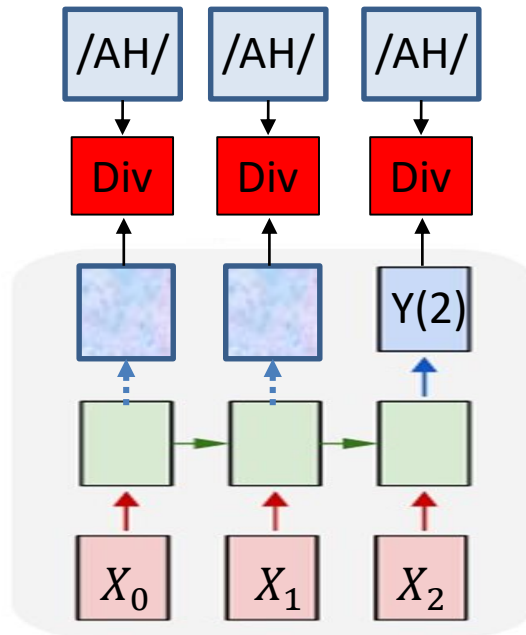 /AH/ /AH/ /AH/
Div Div Div
Y(2)
X₀ X₁ X₂